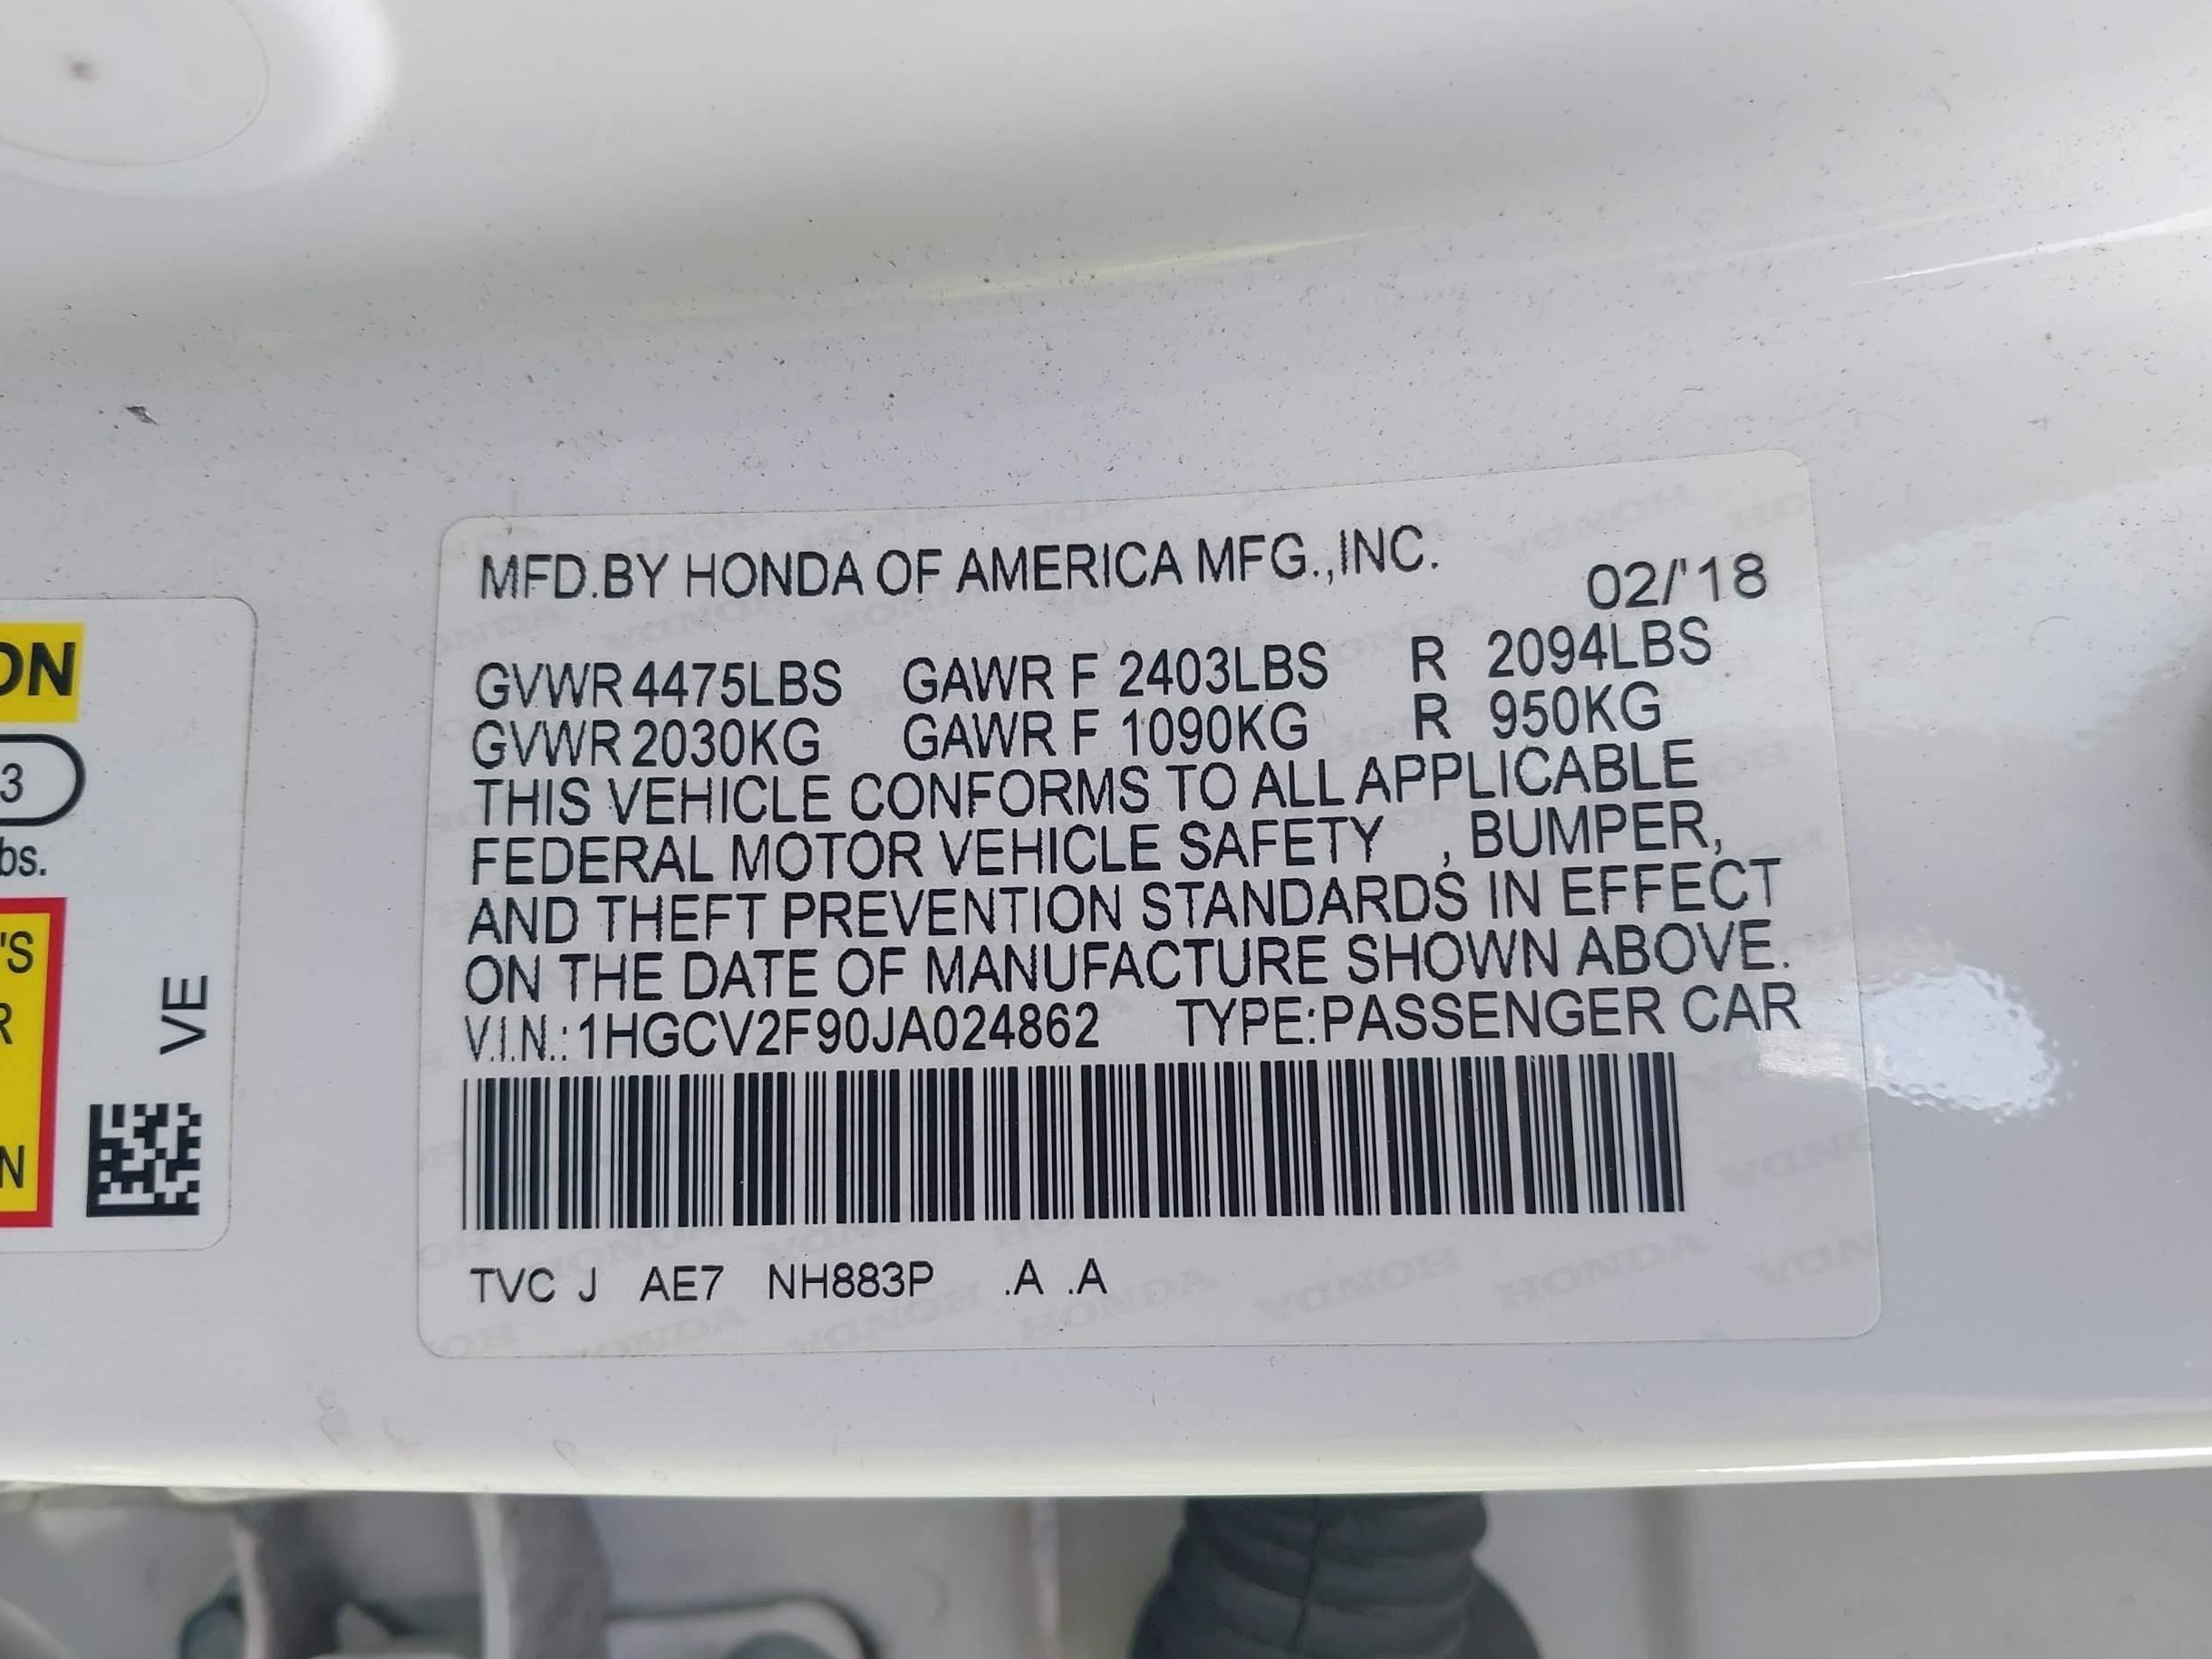 MFD.BY HONDA OF AMERICA MFG.,INC. 02/'18
GVWR 4475LBS GAWR F 2403LBS R 2094LBS
GVWR 2030KG GAWR F 1090KG R 950KG
THIS VEHICLE CONFORMS TO ALL APPLICABLE
FEDERAL MOTOR VEHICLE SAFETY , BUMPER,
AND THEFT PREVENTION STANDARDS IN EFFECT
ON THE DATE OF MANUFACTURE SHOWN ABOVE.
V.I.N.: 1HGCV2F90JA024862 TYPE:PASSENGER CAR
TVC J AE7 NH883P .A .A
ON
3
bs.
'S
R
N
VE